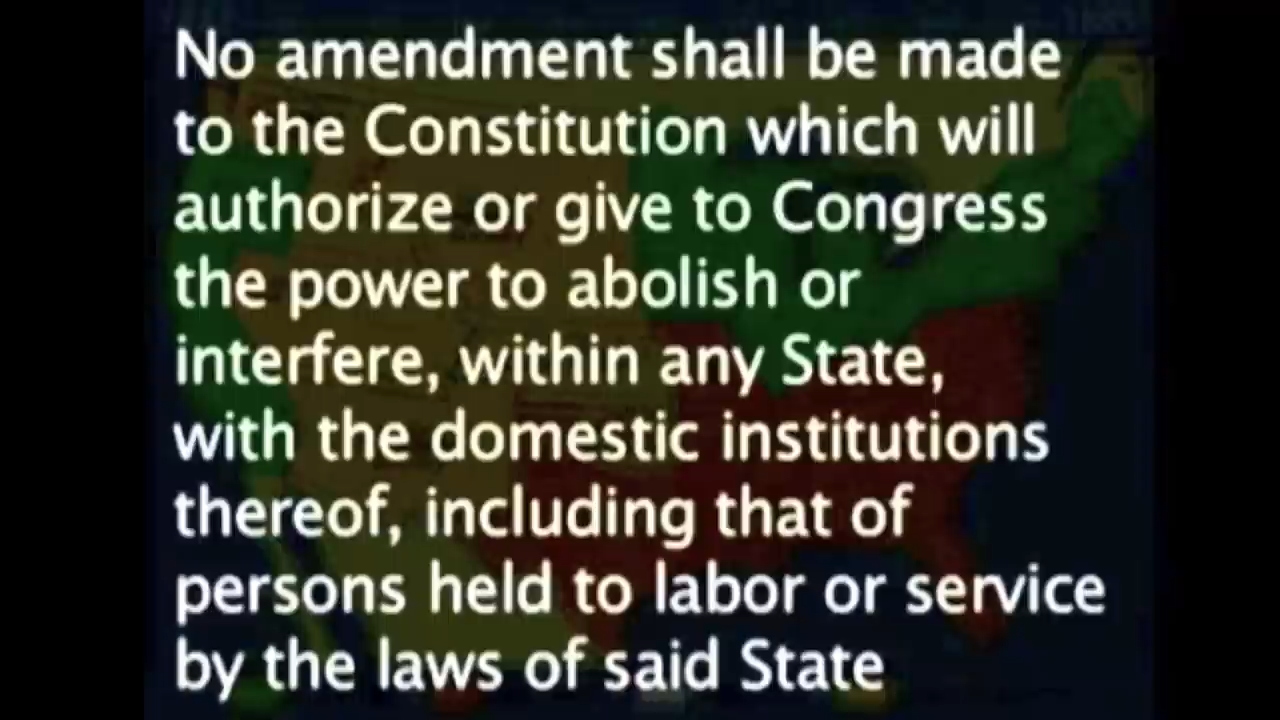 No amendment shall be made
to the Constitution which will
authorize or give to Congress
the power to abolish or
interfere, within any State,
with the domestic institutions
thereof, including that of
persons held to labor or service
by the laws of said State